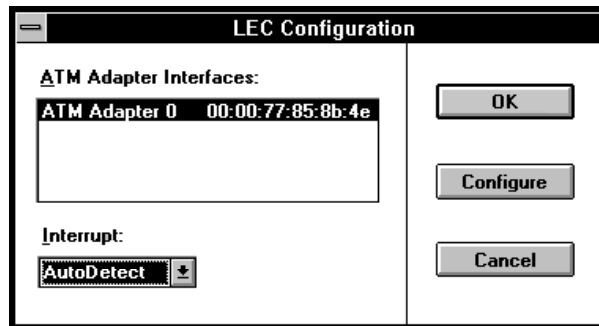 LEC Configuration
ATM Adapter Interfaces:
ATM Adapter 0 00:00:77:85:8b:4e
Interrupt:
AutoDetect
OK
Configure
Cancel